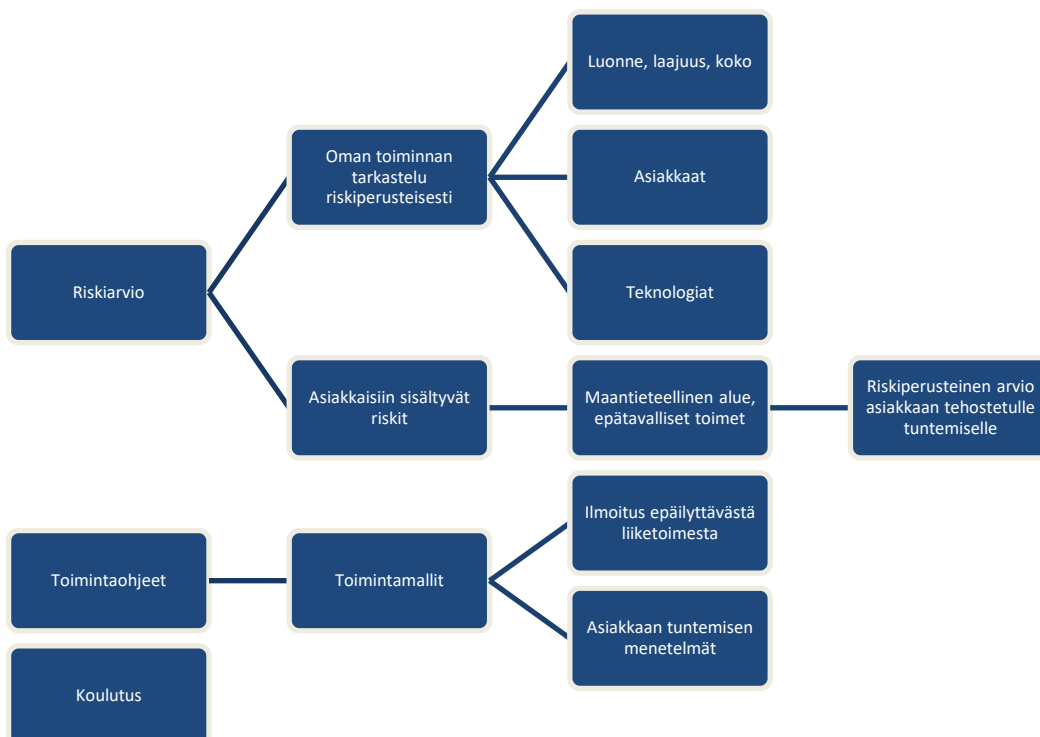 Riskiarvio
Oman toiminnan
tarkastelu
riskiperusteisesti
Luonne, laajuus, koko
Asiakkaat
Teknologiat
Asiakkaisiin sisältyvät
riskit
Maantieteellinen alue,
epätavalliset toimet
Riskiperusteinen arvio
asiakkaan tehostetulle
tuntemiselle
Toimintaohjeet
Toimintamallit
Ilmoitus epäilyttävästä
liiketoimesta
Asiakkaan tuntemisen
menetelmät
Koulutus